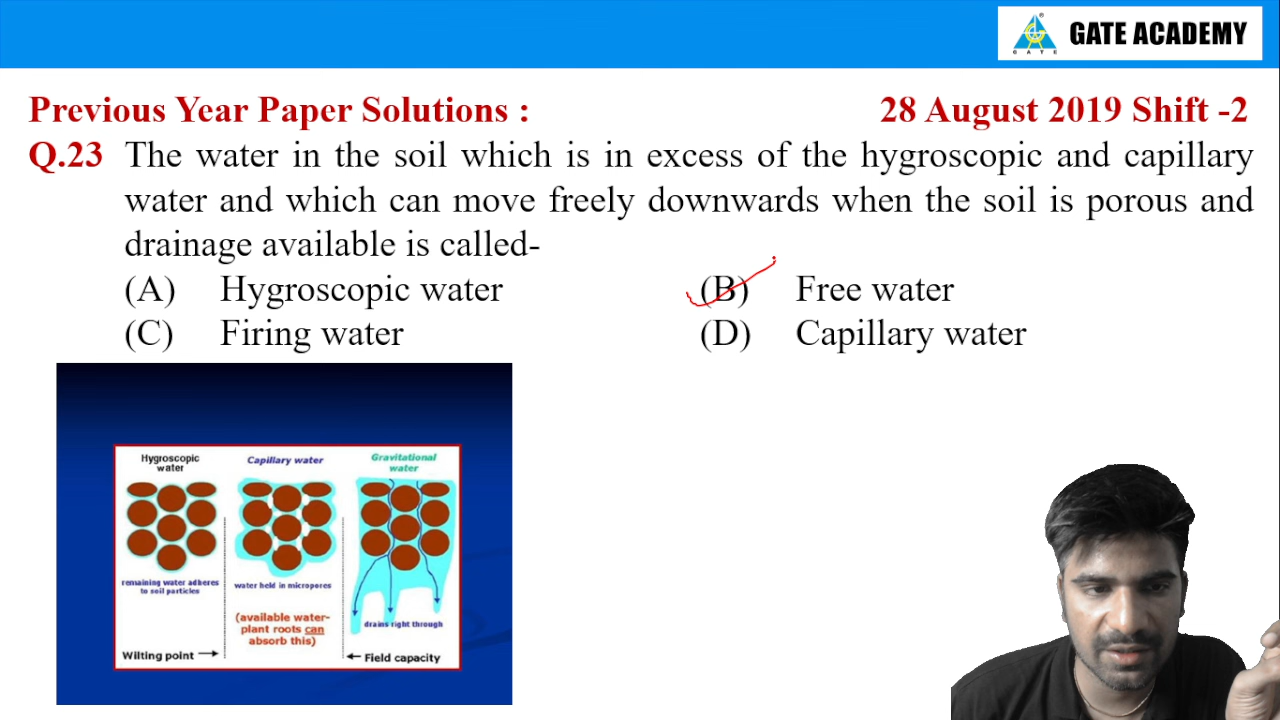 GATE ACADEMY
GATE
Previous Year Paper Solutions :
28 August 2019 Shift -2
Q.23 The water in the soil which is in excess of the hygroscopic and capillary
water and which can move freely downwards when the soil is porous and
drainage available is called-
(A) Hygroscopic water
(B) Free water
(C) Firing water
(D) Capillary water
Hygroscopic
water
Capillary water
Gravitational
water
remaining water adheres
to soil particles
water held in micropores
(available water-
plant roots can
absorb this)
drains right through
Wilting point
Field capacity